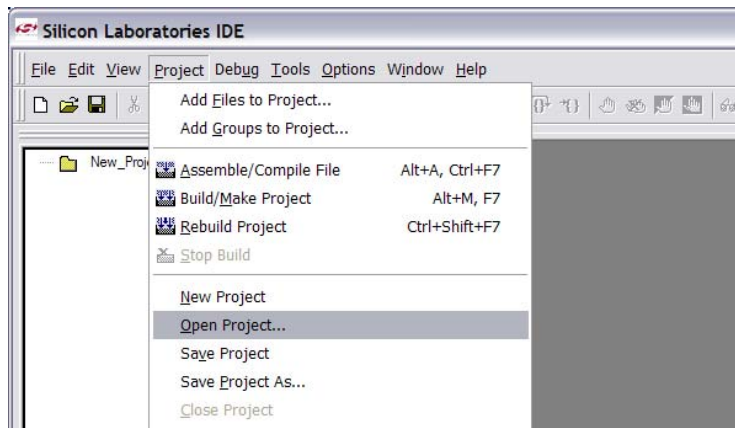 Silicon Laboratories IDE
File Edit View Project Debug Tools Options Window Help
Add Files to Project...
Add Groups to Project...
New_Proj
Assemble/Compile File Alt+A, Ctrl+F7
Build/Make Project Alt+M, F7
Rebuild Project Ctrl+Shift+F7
Stop Build
New Project
Open Project...
Save Project
Save Project As...
Close Project